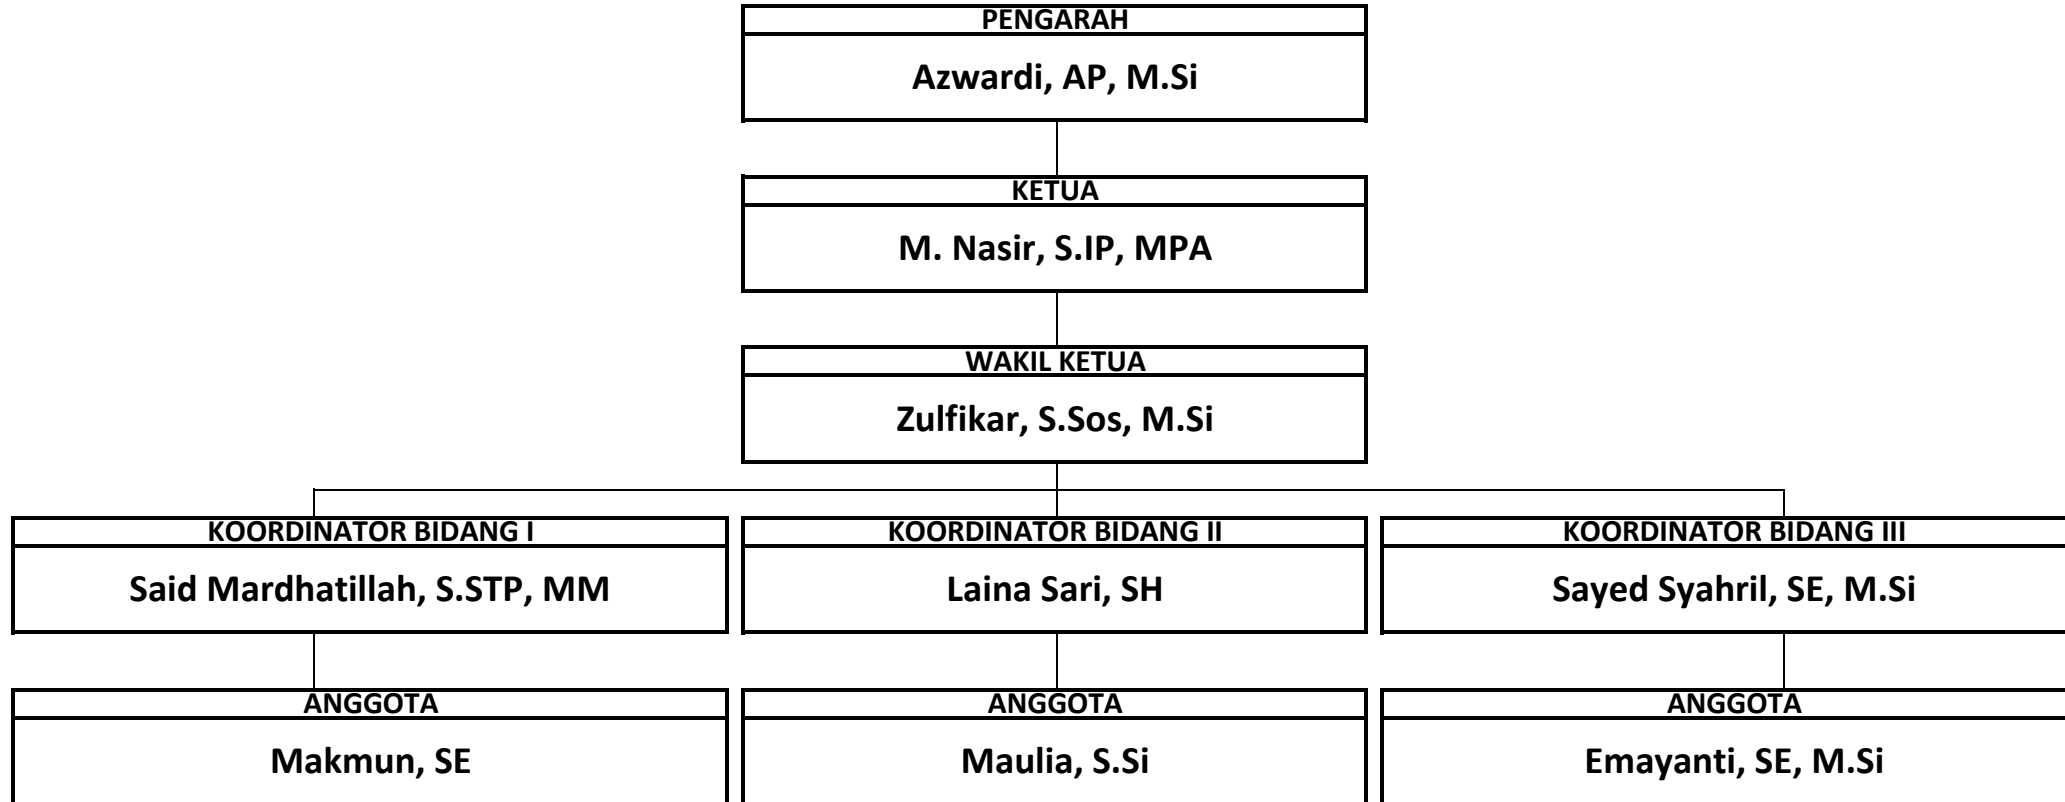 PENGARAH
Azwardi, AP, M.Si
KETUA
M. Nasir, S.IP, MPA
WAKIL KETUA
Zulfikar, S.Sos, M.Si
KOORDINATOR BIDANG I
Said Mardhatillah, S.STP, MM
KOORDINATOR BIDANG II
Laina Sari, SH
KOORDINATOR BIDANG III
Sayed Syahril, SE, M.Si
ANGGOTA
Makmun, SE
ANGGOTA
Maulia, S.Si
ANGGOTA
Emayanti, SE, M.Si